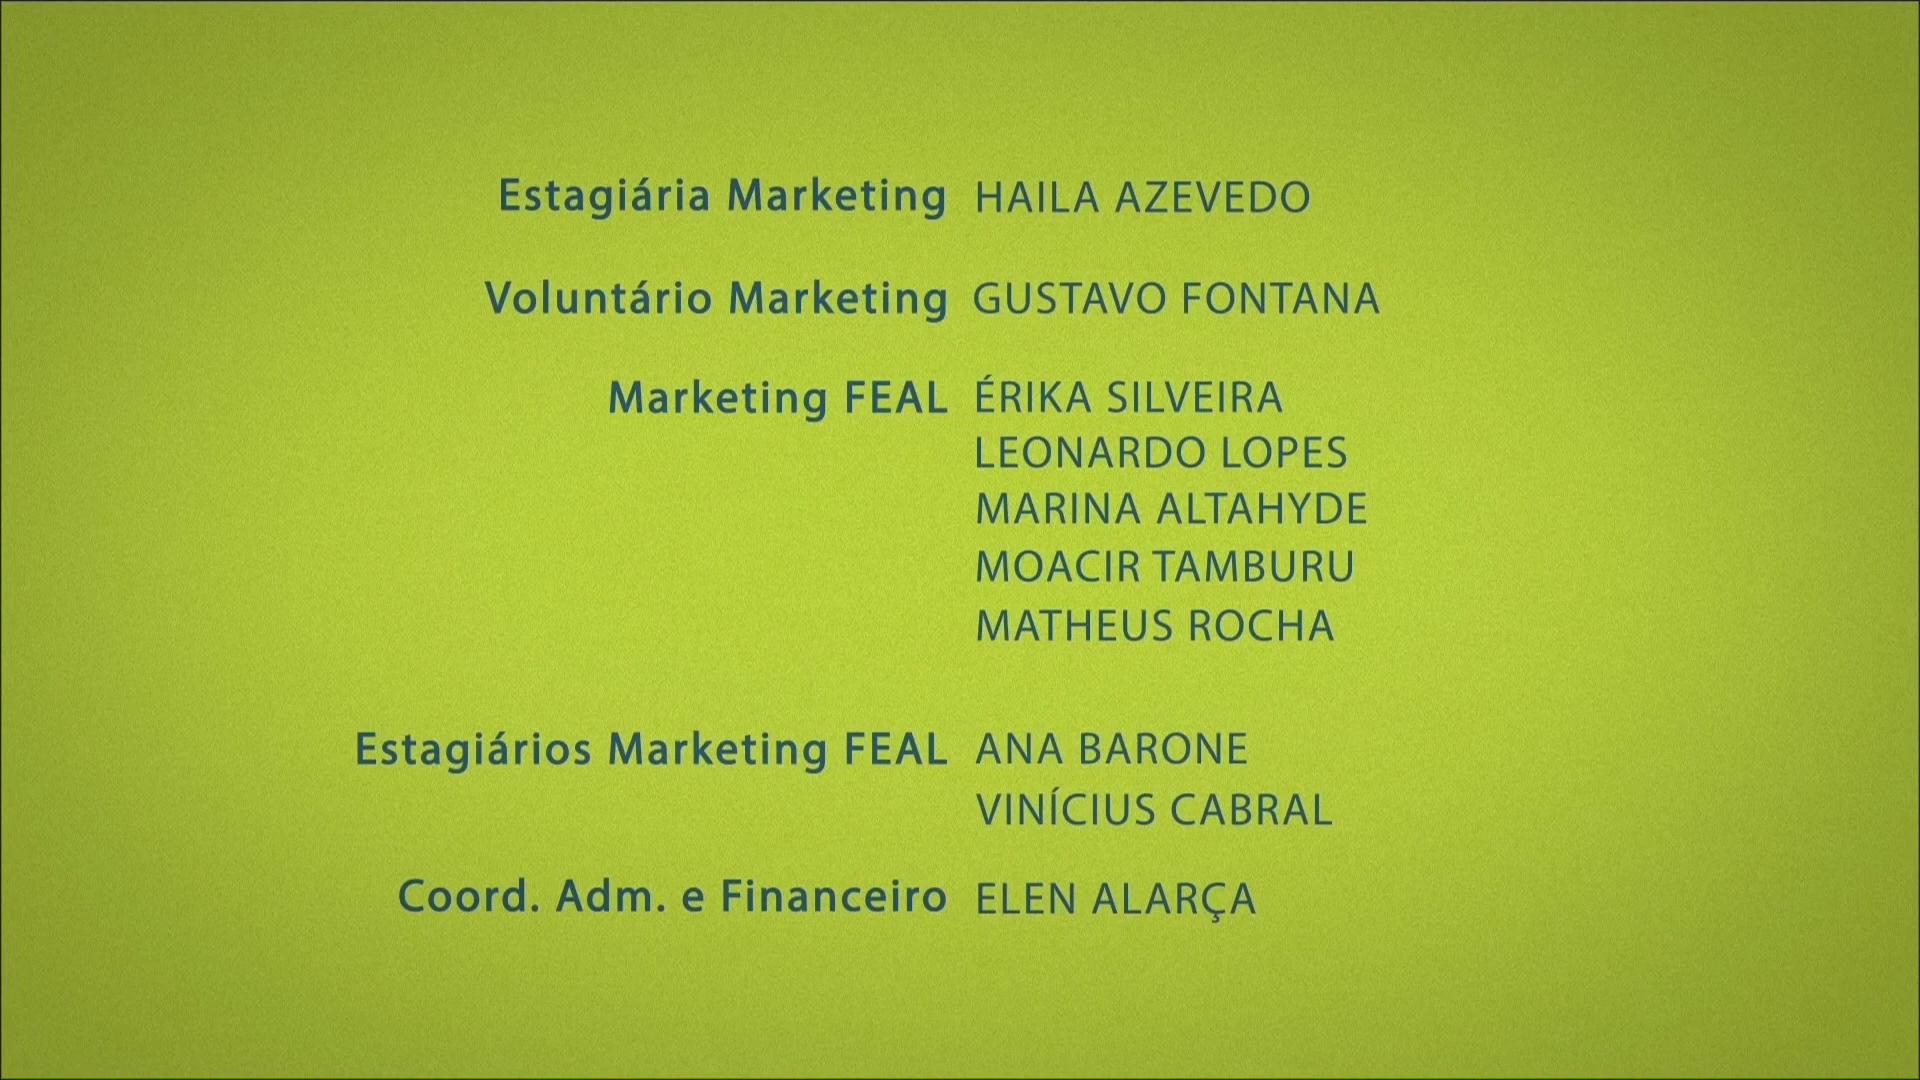 Estagiária Marketing HAILA AZEVEDO
Voluntário Marketing GUSTAVO FONTANA
Marketing FEAL ÉRIKA SILVEIRA
LEONARDO LOPES
MARINA ALTAHYDE
MOACIR TAMBURU
MATHEUS ROCHA
Estagiários Marketing FEAL ANA BARONE
VINÍCIUS CABRAL
Coord. Adm. e Financeiro ELEN ALARÇA